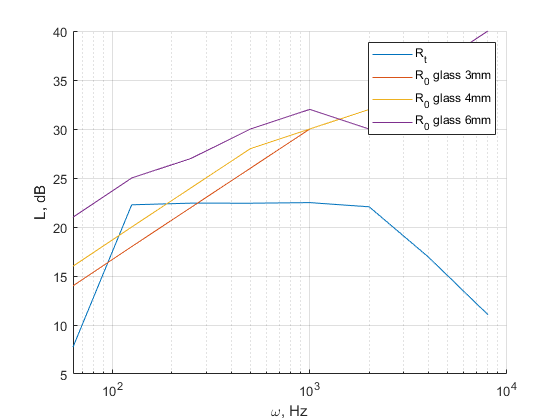 40
35
30
25
20
15
10
5
L, dB
10^2
10^3
10^4
ω, Hz
R_t
R_0 glass 3mm
R_0 glass 4mm
R_0 glass 6mm